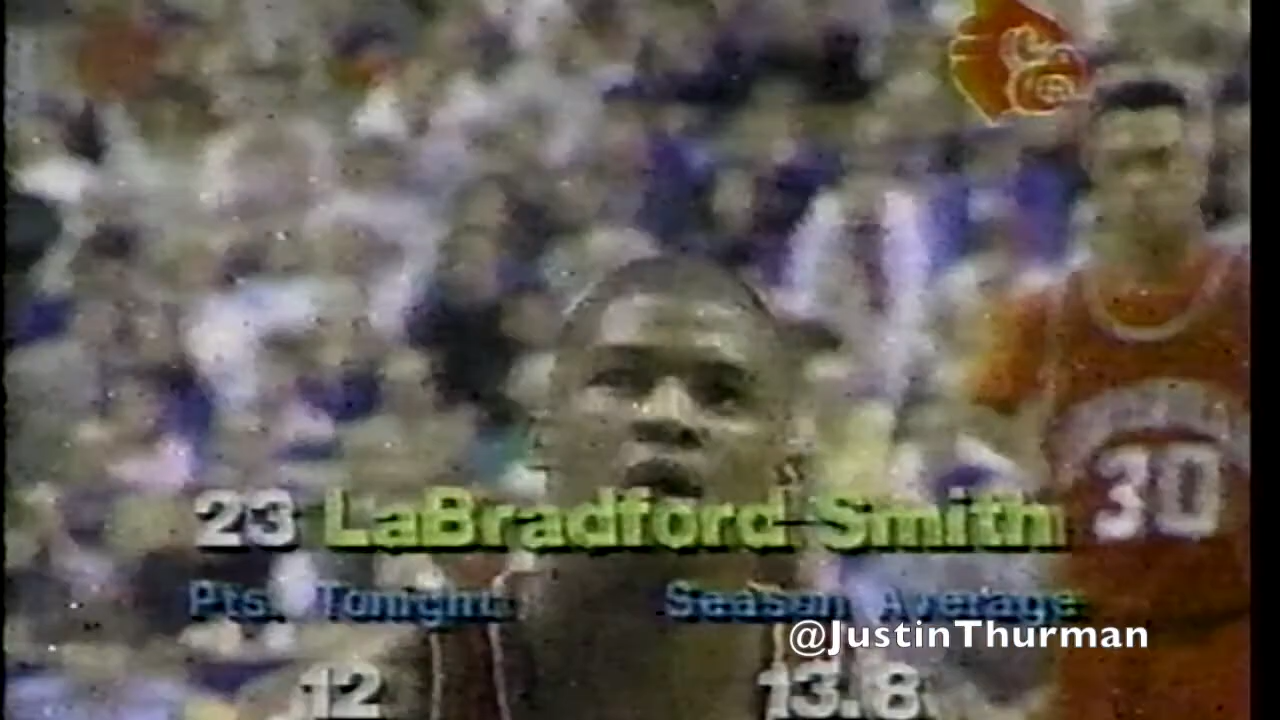 23 LaBradford Smith
30
Pts. Tonight
Season Average
@JustinThurman
12
13.8